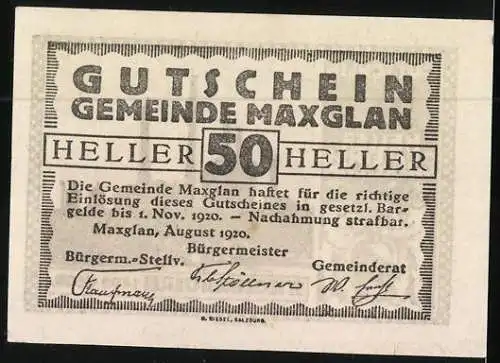 GUTSCHEIN
GEMEINDE MAXGLAN
HELLER 50 HELLER
Die Gemeinde Maxglan haftet für die richtige
Einlösung dieses Gutscheines in gesetzl. Bar-
gelde bis 1. Nov. 1920. — Nachahmung strafbar.
Maxglan, August 1920.
Bürgermeister
Bürgerm.-Stellv. Gemeinderat
SALZBURG.